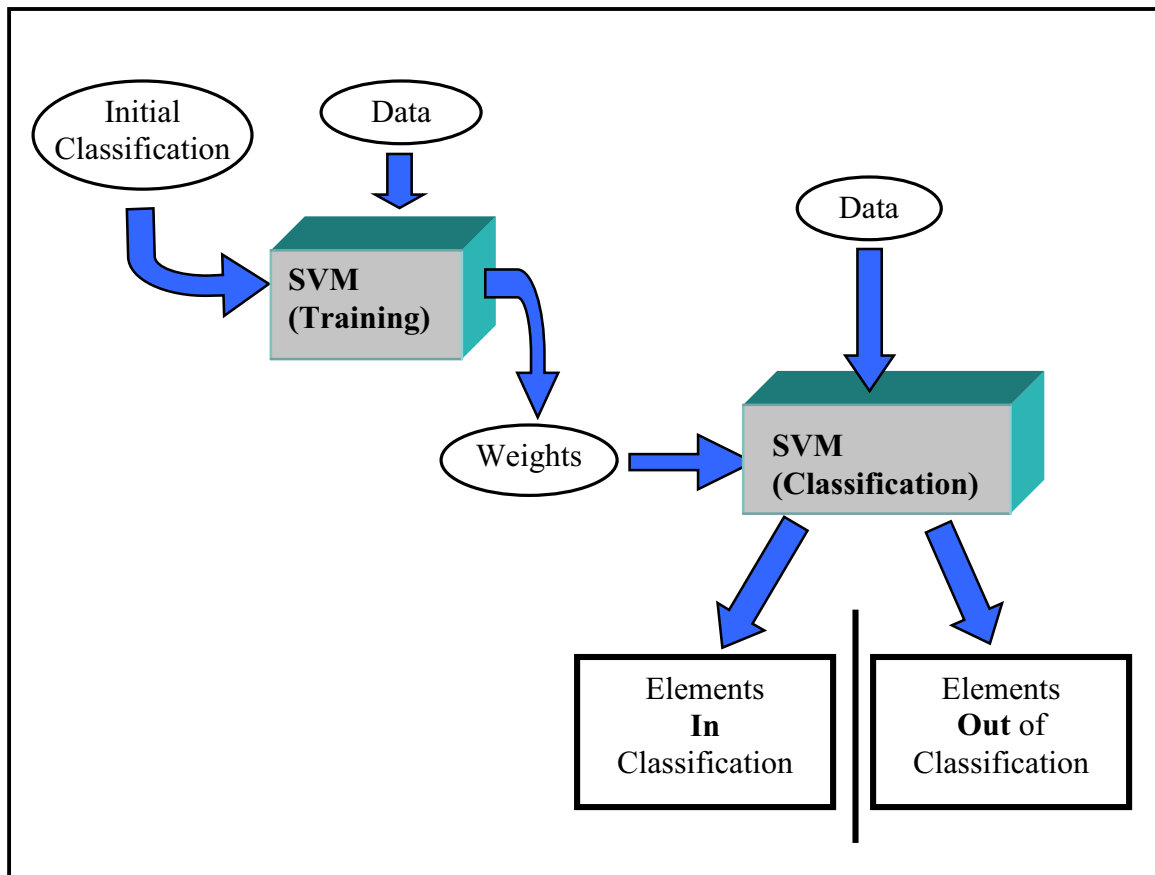 Initial
Classification
Data
SVM
(Training)
Data
Weights
SVM
(Classification)
Elements
In
Classification
Elements
Out of
Classification